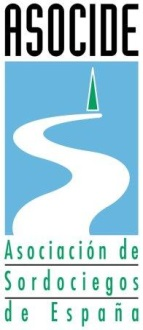 ASOCIDE
Asociación de
Sordociegos
de España